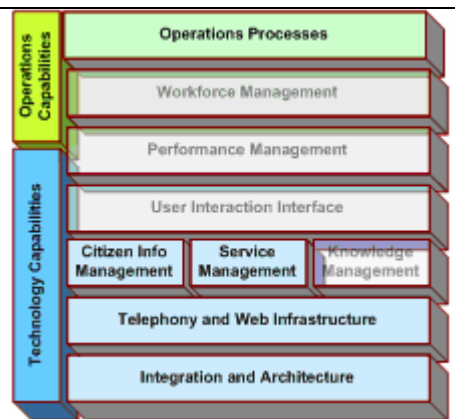 Operations
Capabilities
Operations Processes
Workforce Management
Performance Management
Technology Capabilities
User Interaction Interface
Citizen Info
Management
Service
Management
Knowledge
Management
Telephony and Web Infrastructure
Integration and Architecture